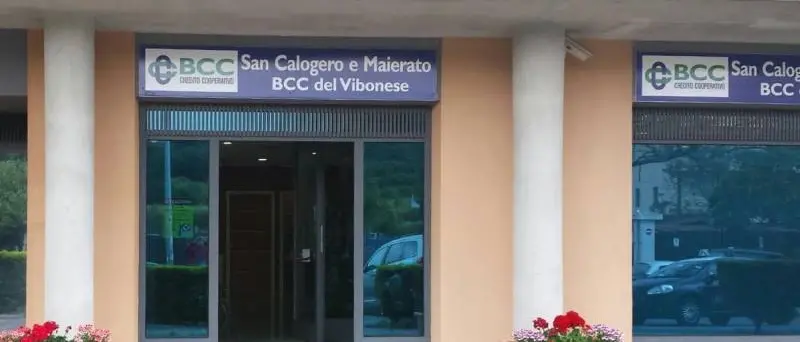 BCC
CREDITO COOPERATIVO
San Calogero e Maierato
BCC del Vibonese
BCC
CREDITO COOPERATIVO
San Calog
BCC d